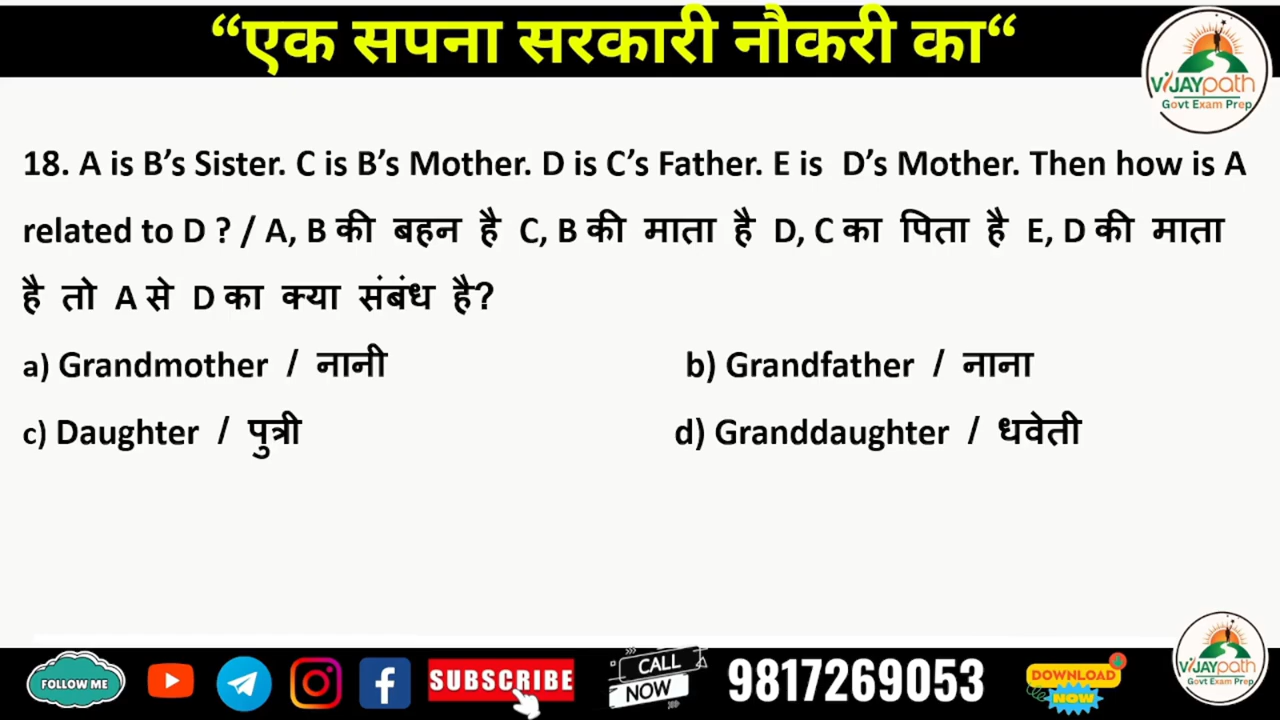 “एक सपना सरकारी नौकरी का“
ViJAYpath
Govt Exam Prep
18. A is B’s Sister. C is B’s Mother. D is C’s Father. E is D’s Mother. Then how is A
related to D ? / A, B की बहन है C, B की माता है D, C का पिता है E, D की माता
है तो A से D का क्या संबंध है?
a) Grandmother / नानी b) Grandfather / नाना
c) Daughter / पुत्री d) Granddaughter / धवेती
FOLLOW ME
SUBSCRIBE
CALL
NOW
9817269053
DOWNLOAD
NOW
ViJAYpath
Govt Exam Prep